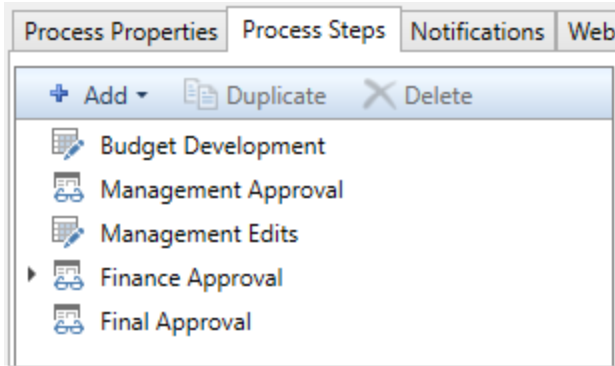 Process Properties Process Steps Notifications Web
Add Duplicate Delete
Budget Development
Management Approval
Management Edits
Finance Approval
Final Approval